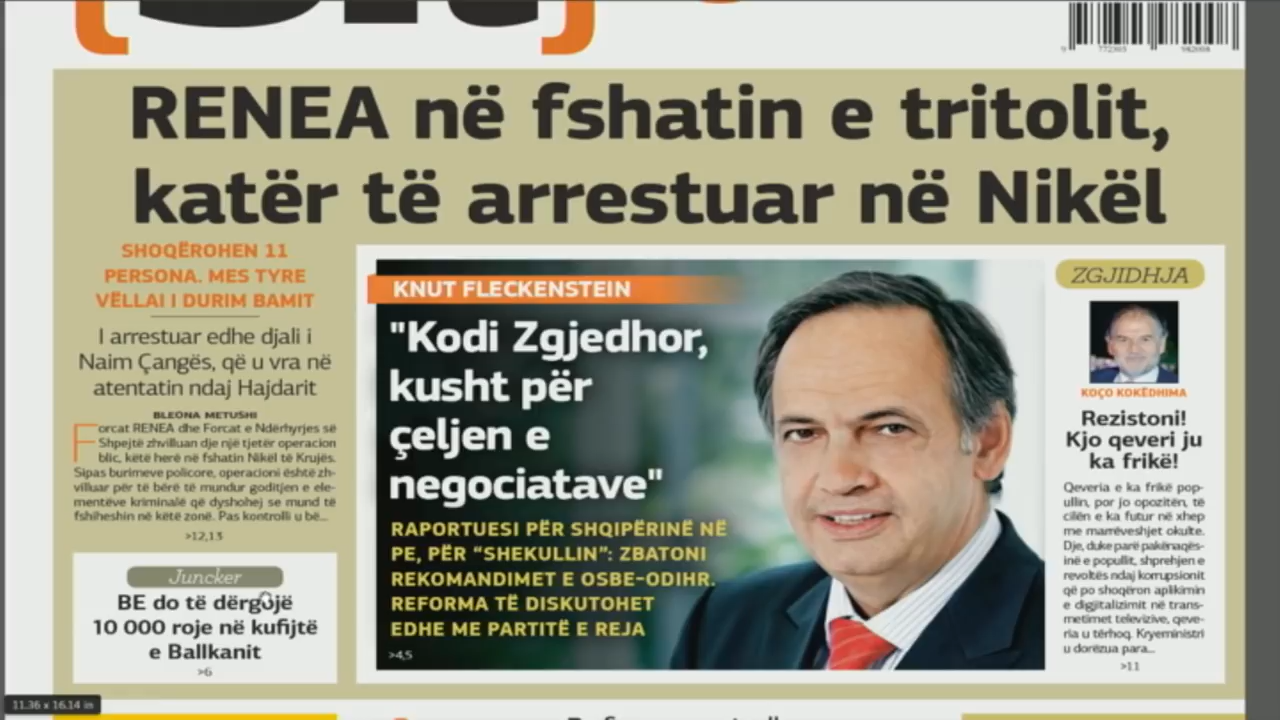 RENEA në fshatin e tritolit,
katër të arrestuar në Nikël
SHOQËROHEN 11
PERSONA. MES TYRE
VËLLAI I DURIM BAMIT
I arrestuar edhe djali i
Naim Çangës, që u vra në
atentatin ndaj Hajdarit
BLEONA METUSHI
Forcat RENEA dhe Forcat e Ndërhyrjes së
Shpejtë zhvilluan dje një tjetër operacion
blic, këtë herë në fshatin Nikël të Krujës.
Sipas burimeve policore, operacioni është zh-
villuar për të bërë të mundur goditjen e ele-
mentëve kriminalë që dyshohej se mund të
fshiheshin në këtë zonë. Pas kontrolli u bë...
>12,13
Juncker
BE do të dërgojë
10 000 roje në kufijtë
e Ballkanit
>6
KNUT FLECKENSTEIN
"Kodi Zgjedhor,
kusht për
çeljen e
negociatave"
RAPORTUESI PËR SHQIPËRINË NË
PE, PËR “SHEKULLIN”: ZBATONI
REKOMANDIMET E OSBE-ODIHR.
REFORMA TË DISKUTOHET
EDHE ME PARTITË E REJA
>4,5
ZGJIDHJA
KOÇO KOKËDHIMA
Rezistoni!
Kjo qeveri ju
ka frikë!
Qeveria e ka frikë pop-
ullin, por jo opozitën, të
cilën e ka futur në xhep
me marrëveshjet okulte.
Dje, duke parë pakënaqës-
inë e popullit, shprehjen e
revoltës ndaj korrupsionit
që po shoqëron aplikimin
e digjitalizimit në trans-
metimet televizive, qeve-
ria u tërhoq. Kryeministri
u dorëzua para...
>11
11.36 x 16.14 in